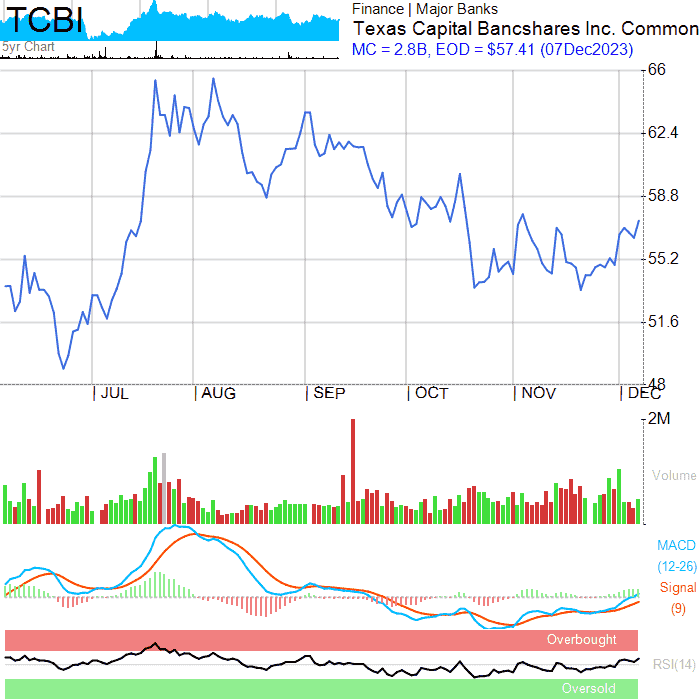 TCBI
5yr Chart
Finance | Major Banks
Texas Capital Bancshares Inc. Common
MC = 2.8B, EOD = $57.41 (07Dec2023)
66
62.4
58.8
55.2
51.6
48
| JUL
| AUG
| SEP
| OCT
| NOV
| DEC
2M
Volume
MACD
(12-26)
Signal
(9)
Overbought
RSI(14)
Oversold